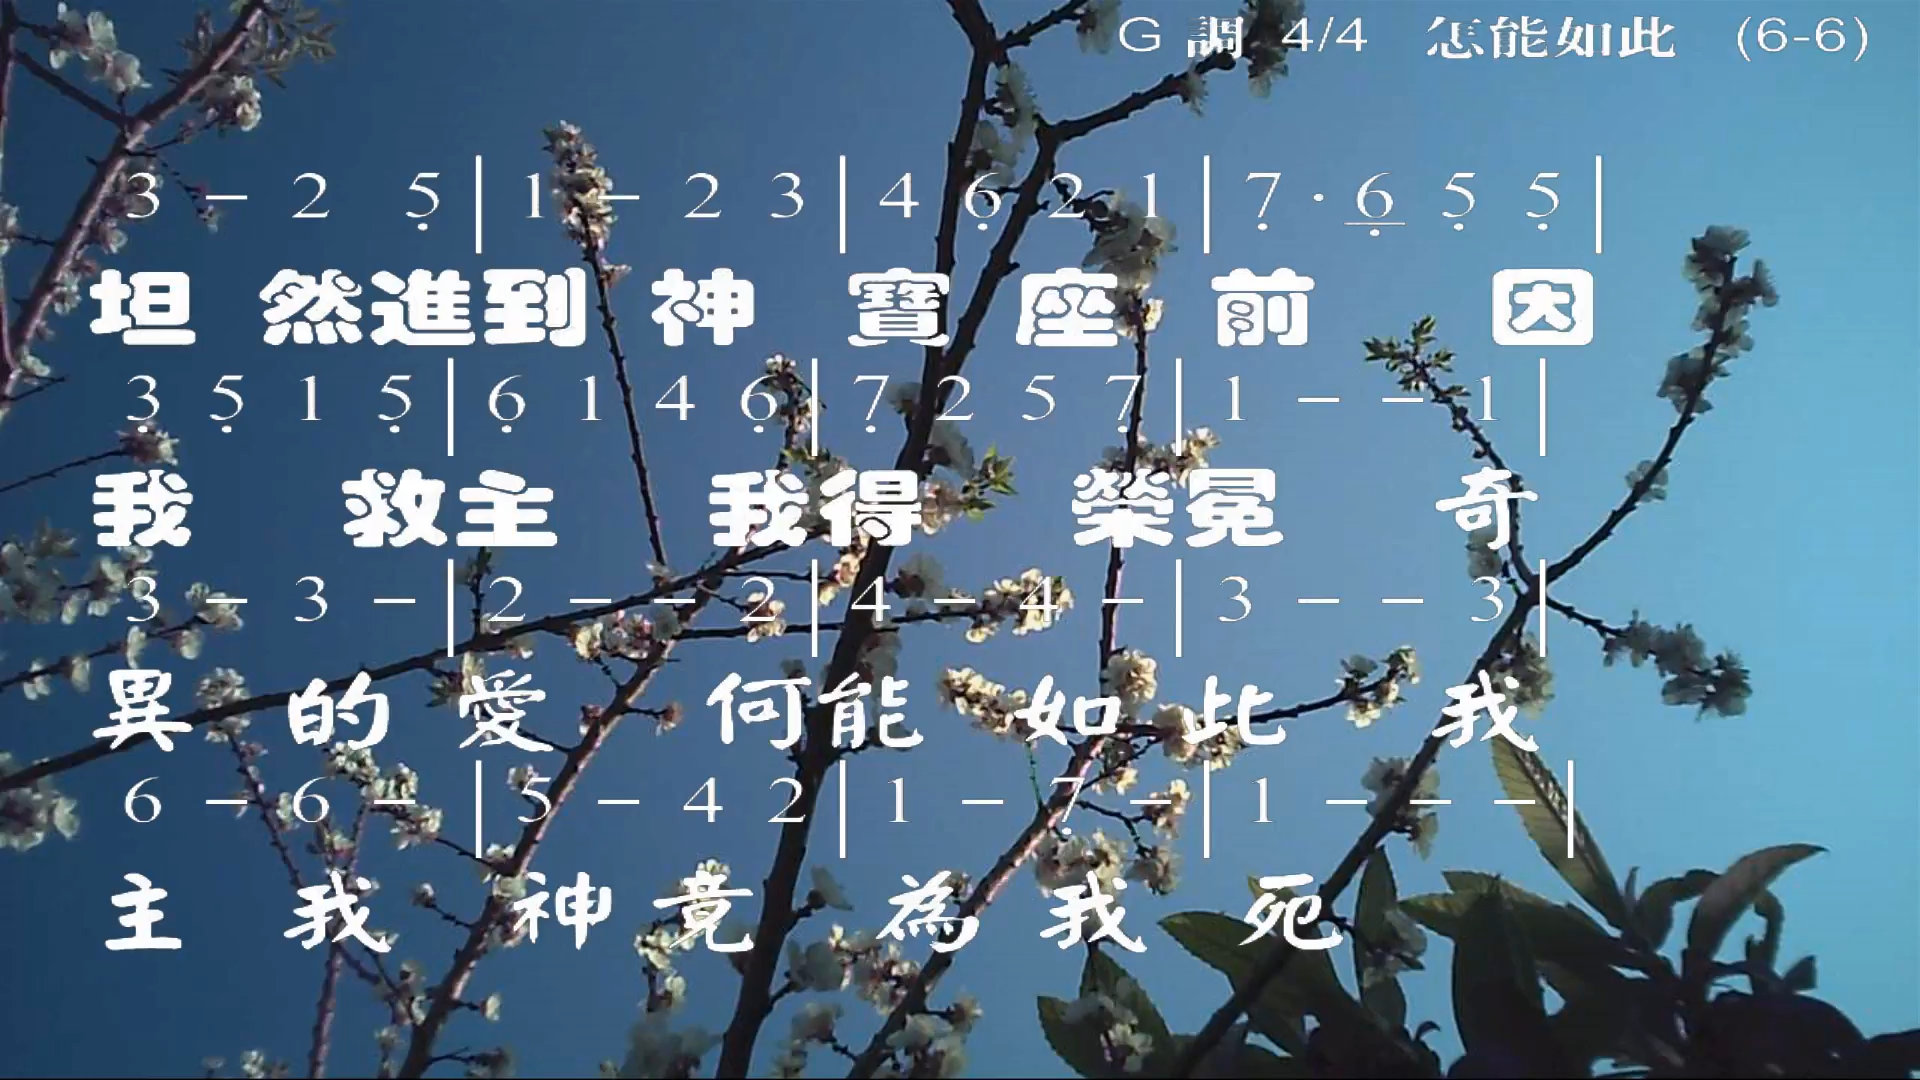 G 調 4/4 怎能如此 (6-6)
3 – 2 5̣ | 1 – 2 3 | 4 6̣ 2 1 | 7̣ · 6̣ 5̣ 5̣ |
坦 然進到 神 寶 座 前 因
3̣ 5̣ 1 5̣ | 6̣ 1 4 6̣ | 7̣ 2 5 7̣ | 1 – – 1 |
我 救主 我得 榮冕 奇
3 – 3 – | 2 – – 2 | 4 – 4 – | 3 – – 3 |
異 的 愛 何能 如 此 我
6 – 6 – | 5 – 4 2 | 1 – 7̣ – | 1 – – – |
主 我 神 竟 為 我 死